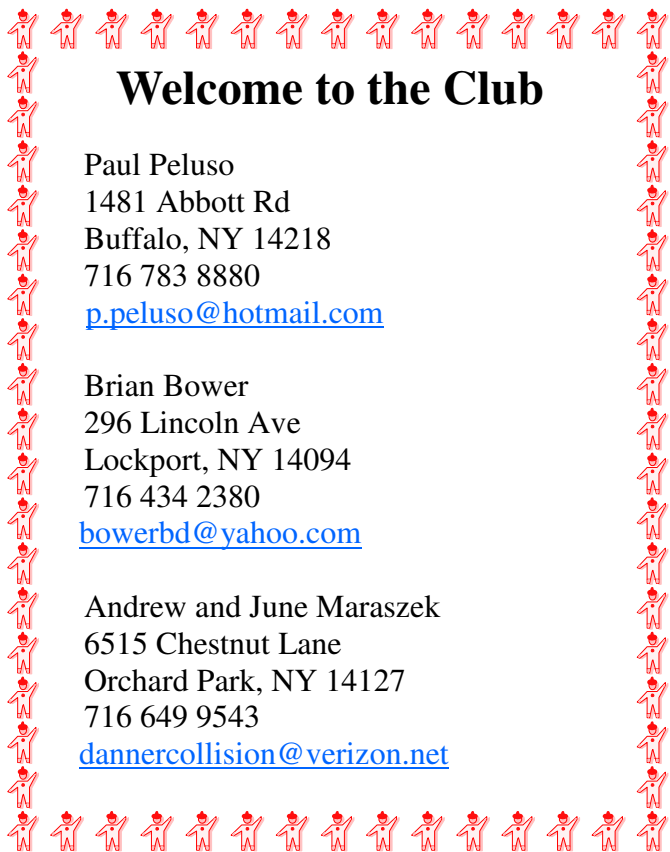 Welcome to the Club
Paul Peluso
1481 Abbott Rd
Buffalo, NY 14218
716 783 8880
p.peluso@hotmail.com
Brian Bower
296 Lincoln Ave
Lockport, NY 14094
716 434 2380
bowerbd@yahoo.com
Andrew and June Maraszek
6515 Chestnut Lane
Orchard Park, NY 14127
716 649 9543
dannercollision@verizon.net